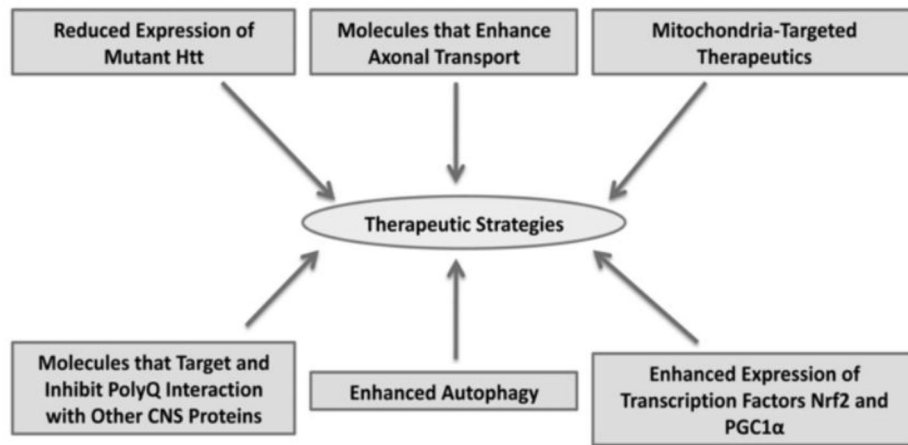 Reduced Expression of
Mutant Htt
Molecules that Enhance
Axonal Transport
Mitochondria-Targeted
Therapeutics
Therapeutic Strategies
Molecules that Target and
Inhibit PolyQ Interaction
with Other CNS Proteins
Enhanced Autophagy
Enhanced Expression of
Transcription Factors Nrf2 and
PGC1α